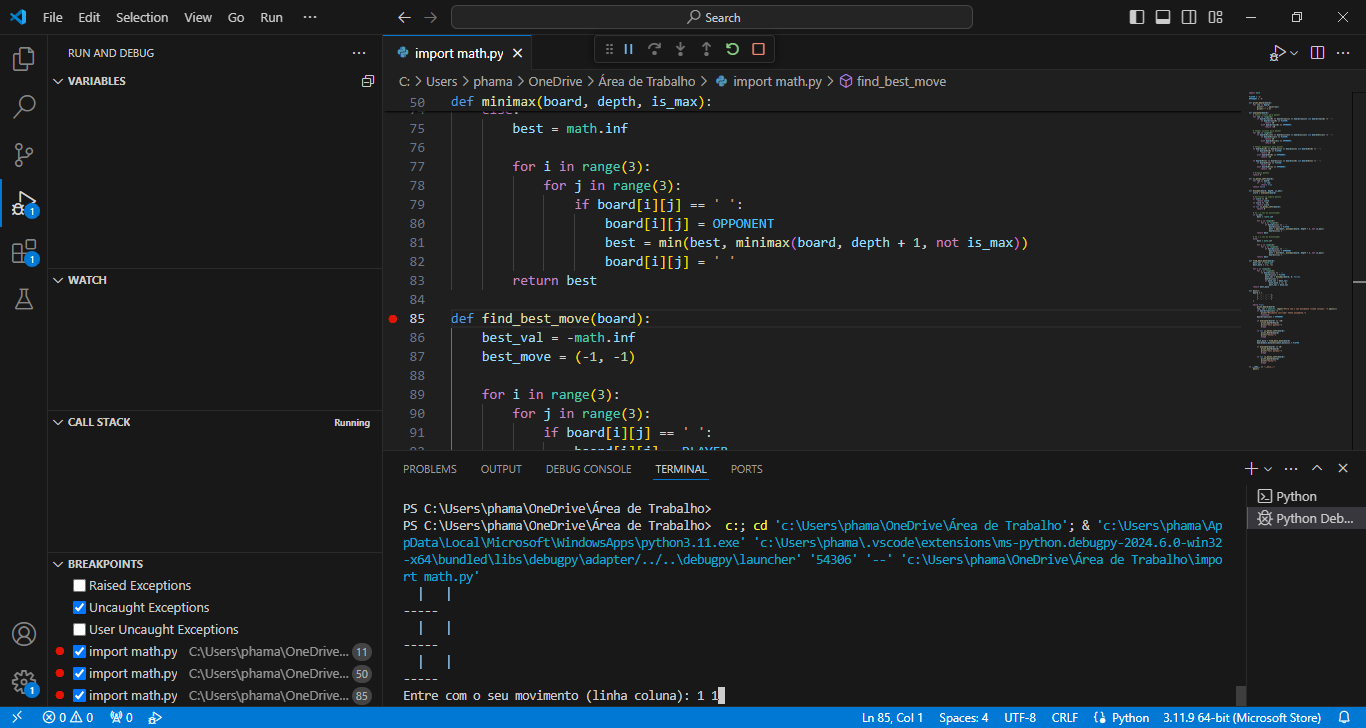 File Edit Selection View Go Run ··· Search
RUN AND DEBUG ···
VARIABLES
WATCH
CALL STACK Running
BREAKPOINTS
Raised Exceptions
Uncaught Exceptions
User Uncaught Exceptions
import math.py C:\Users\phama\OneDrive... 11
import math.py C:\Users\phama\OneDrive... 50
import math.py C:\Users\phama\OneDrive... 85
1
1
1
import math.py
C: > Users > phama > OneDrive > Área de Trabalho > import math.py > find_best_move
50 def minimax(board, depth, is_max):
75 best = math.inf
76
77 for i in range(3):
78 for j in range(3):
79 if board[i][j] == ' ':
80 board[i][j] = OPPONENT
81 best = min(best, minimax(board, depth + 1, not is_max))
82 board[i][j] = ' '
83 return best
84
85 def find_best_move(board):
86 best_val = -math.inf
87 best_move = (-1, -1)
88
89 for i in range(3):
90 for j in range(3):
91 if board[i][j] == ' ':
PROBLEMS OUTPUT DEBUG CONSOLE TERMINAL PORTS
PS C:\Users\phama\OneDrive\Área de Trabalho>
PS C:\Users\phama\OneDrive\Área de Trabalho>  c:; cd 'c:\Users\phama\OneDrive\Área de Trabalho'; & 'c:\Users\phama\Ap
pData\Local\Microsoft\WindowsApps\python3.11.exe' 'c:\Users\phama\.vscode\extensions\ms-python.debugpy-2024.6.0-win32
-x64\bundled\libs\debugpy\adapter/../..\debugpy\launcher' '54306' '--' 'c:\Users\phama\OneDrive\Área de Trabalho\impo
rt math.py'
  |   |
-----
  |   |
-----
  |   |
-----
Entre com o seu movimento (linha coluna): 1 1
Python
Python Deb...
0 0 0 Ln 85, Col 1 Spaces: 4 UTF-8 CRLF Python 3.11.9 64-bit (Microsoft Store)